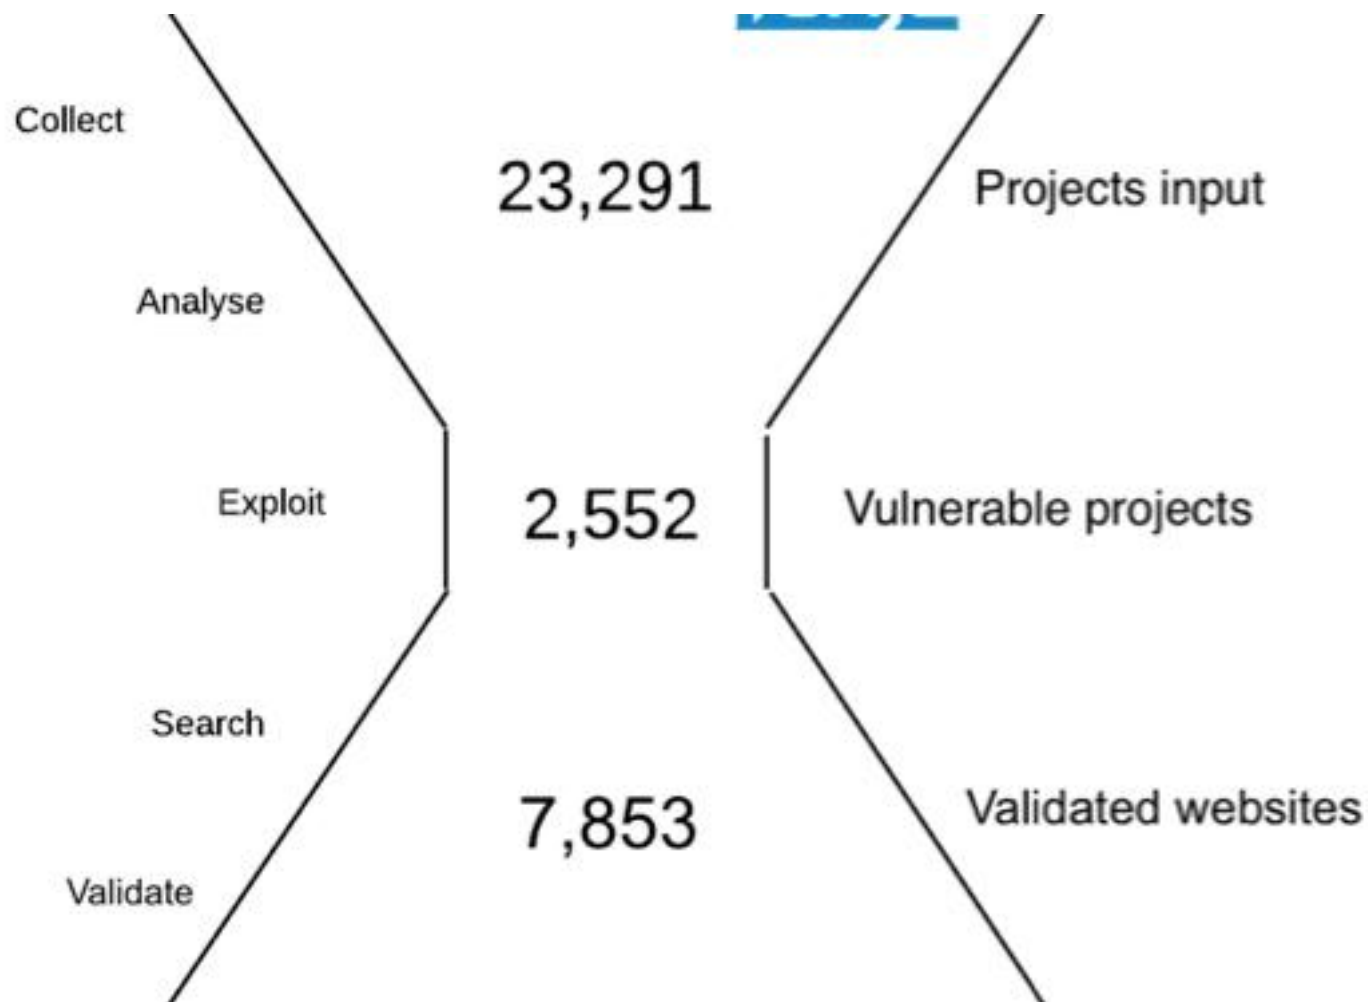 Collect
23,291
Projects input
Analyse
Exploit
2,552
Vulnerable projects
Search
7,853
Validated websites
Validate